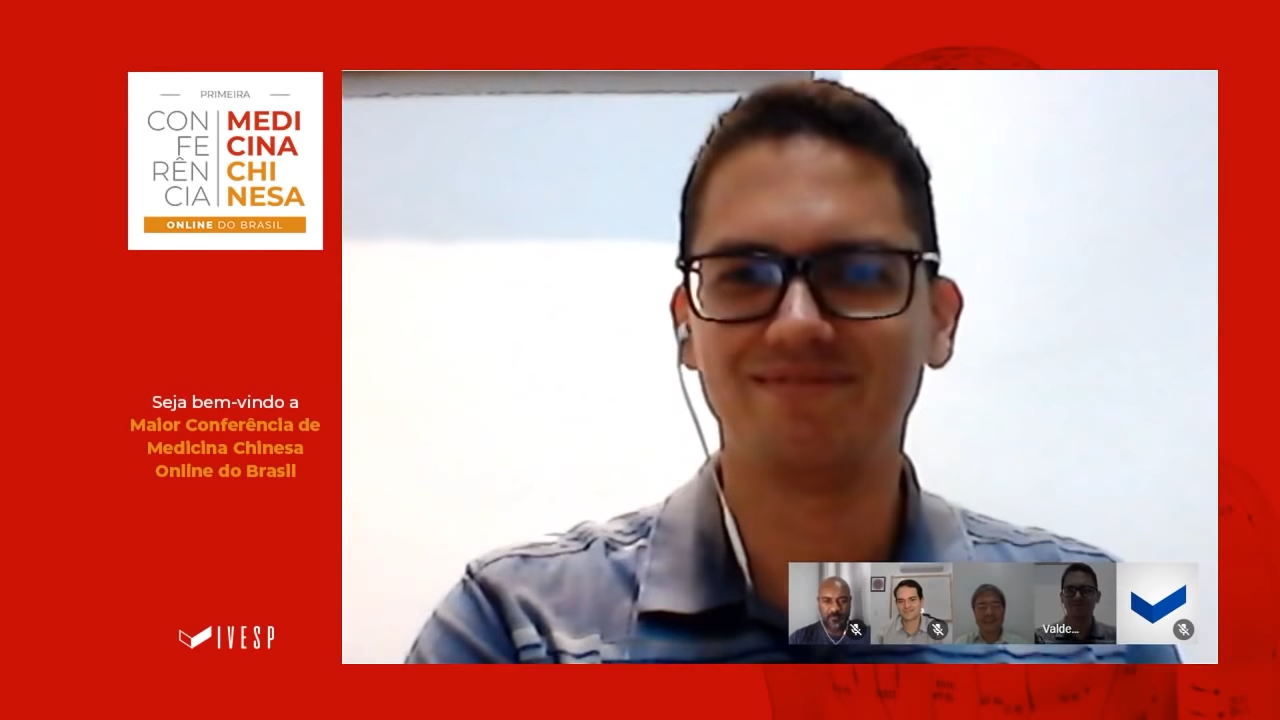 PRIMEIRA
CON
FE
RÊN
CIA
MEDI
CINA
CHI
NESA
ONLINE DO BRASIL
Seja bem-vindo a
Maior Conferência de
Medicina Chinesa
Online do Brasil
IVESP
Valde...